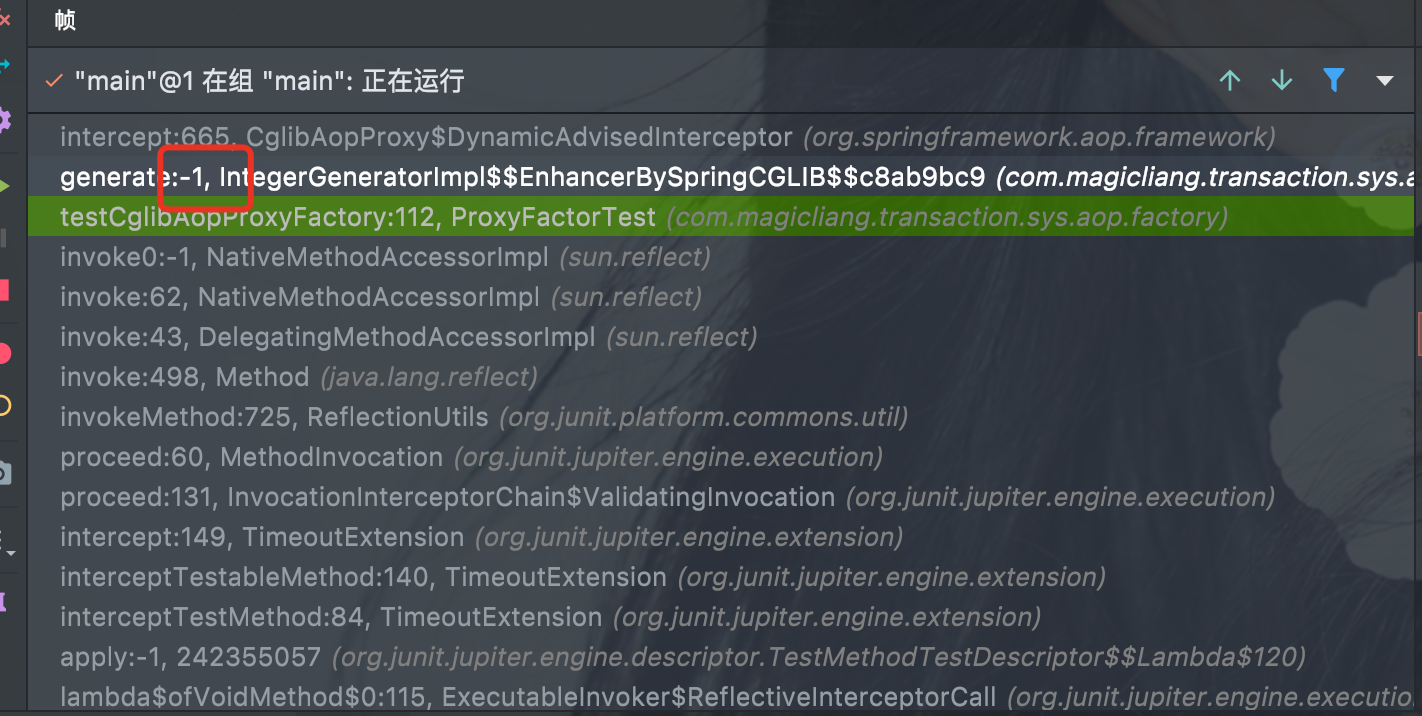 帧
"main"@1 在组 "main": 正在运行
intercept:665, CglibAopProxy$DynamicAdvisedInterceptor (org.springframework.aop.framework)
generate:-1, IntegerGeneratorImpl$$EnhancerBySpringCGLIB$$c8ab9bc9 (com.magicliang.transaction.sys.a
testCglibAopProxyFactory:112, ProxyFactorTest (com.magicliang.transaction.sys.aop.factory)
invoke0:-1, NativeMethodAccessorImpl (sun.reflect)
invoke:62, NativeMethodAccessorImpl (sun.reflect)
invoke:43, DelegatingMethodAccessorImpl (sun.reflect)
invoke:498, Method (java.lang.reflect)
invokeMethod:725, ReflectionUtils (org.junit.platform.commons.util)
proceed:60, MethodInvocation (org.junit.jupiter.engine.execution)
proceed:131, InvocationInterceptorChain$ValidatingInvocation (org.junit.jupiter.engine.execution)
intercept:149, TimeoutExtension (org.junit.jupiter.engine.extension)
interceptTestableMethod:140, TimeoutExtension (org.junit.jupiter.engine.extension)
interceptTestMethod:84, TimeoutExtension (org.junit.jupiter.engine.extension)
apply:-1, 242355057 (org.junit.jupiter.engine.descriptor.TestMethodTestDescriptor$$Lambda$120)
lambda$ofVoidMethod$0:115, ExecutableInvoker$ReflectiveInterceptorCall (org.junit.jupiter.engine.executio